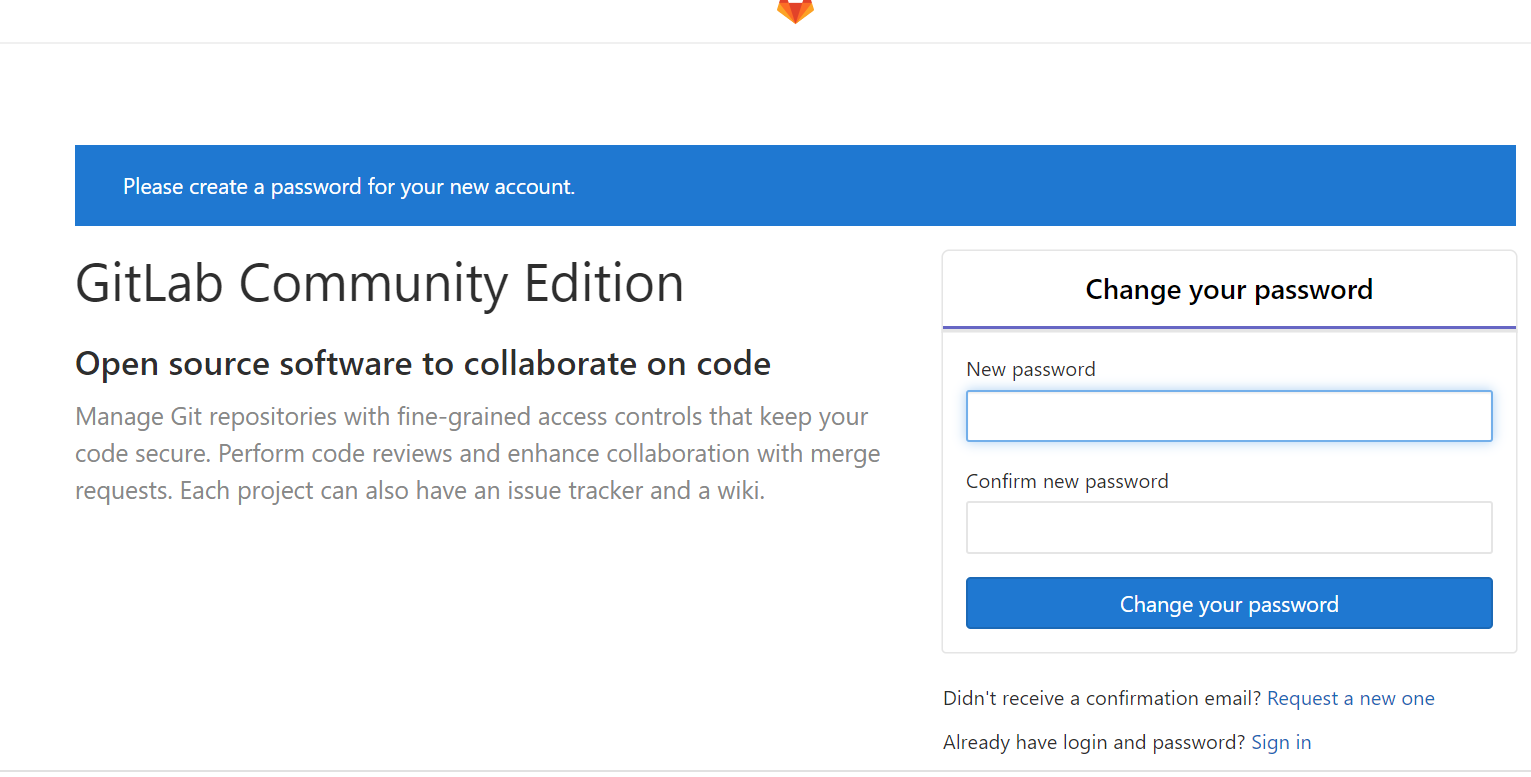 Please create a password for your new account.
GitLab Community Edition
Open source software to collaborate on code
Manage Git repositories with fine-grained access controls that keep your
code secure. Perform code reviews and enhance collaboration with merge
requests. Each project can also have an issue tracker and a wiki.
Change your password
New password
Confirm new password
Change your password
Didn't receive a confirmation email? Request a new one
Already have login and password? Sign in